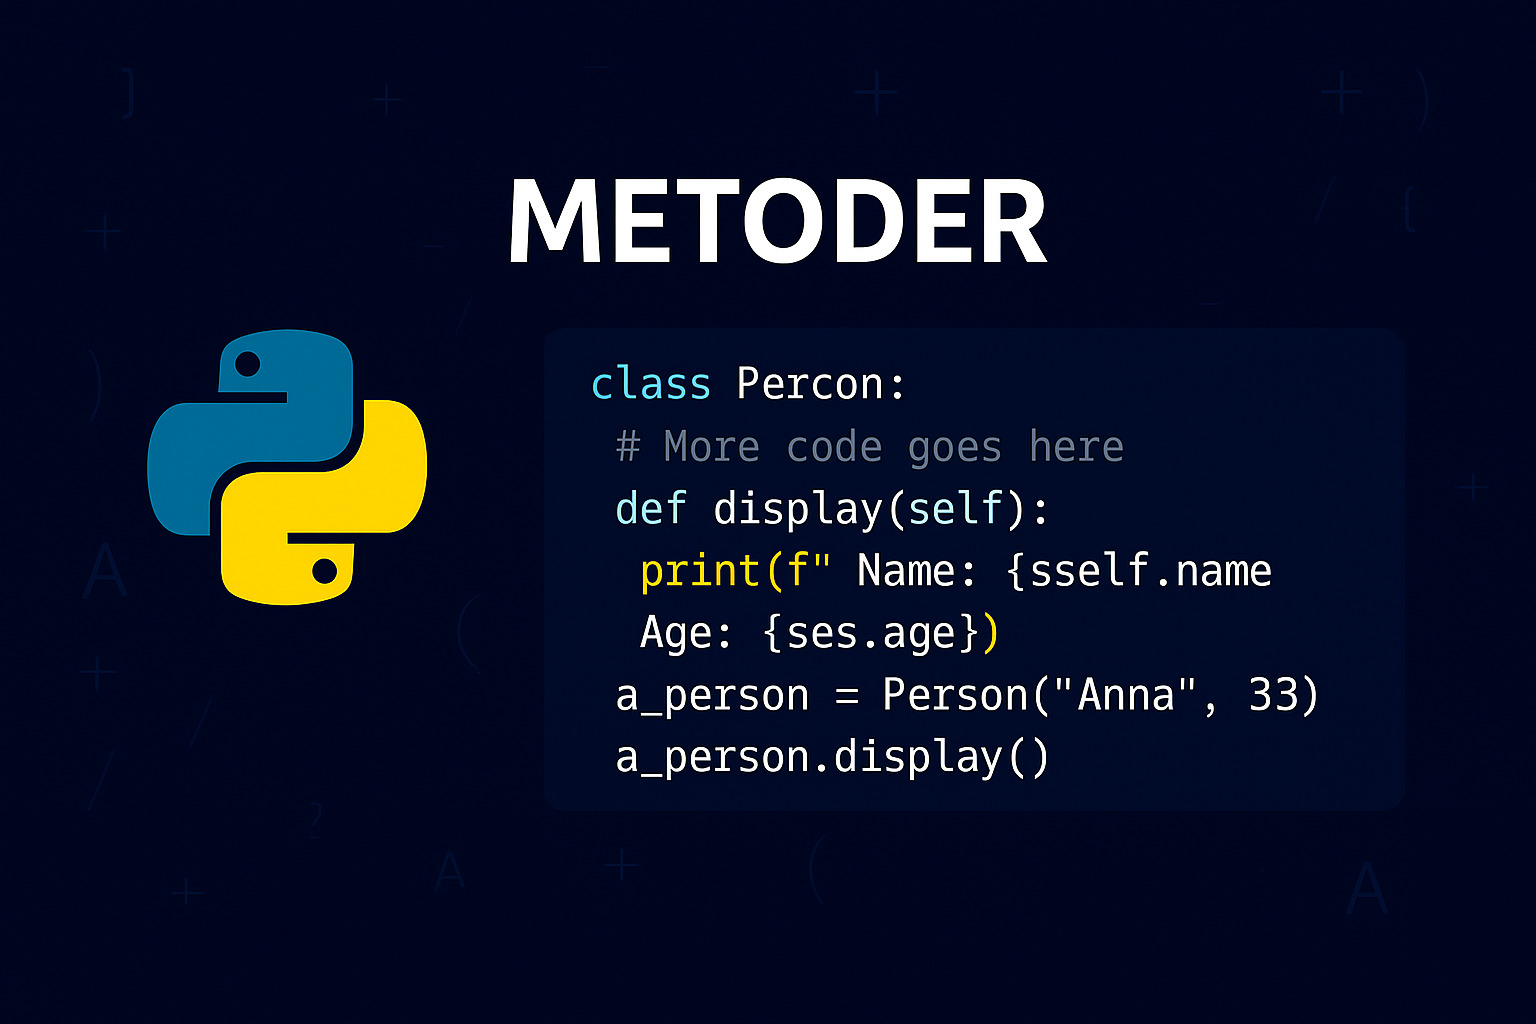 METODER
class Percon:
# More code goes here
def display(self):
print(f" Name: {sself.name
Age: {ses.age})
a_person = Person("Anna", 33)
a_person.display()